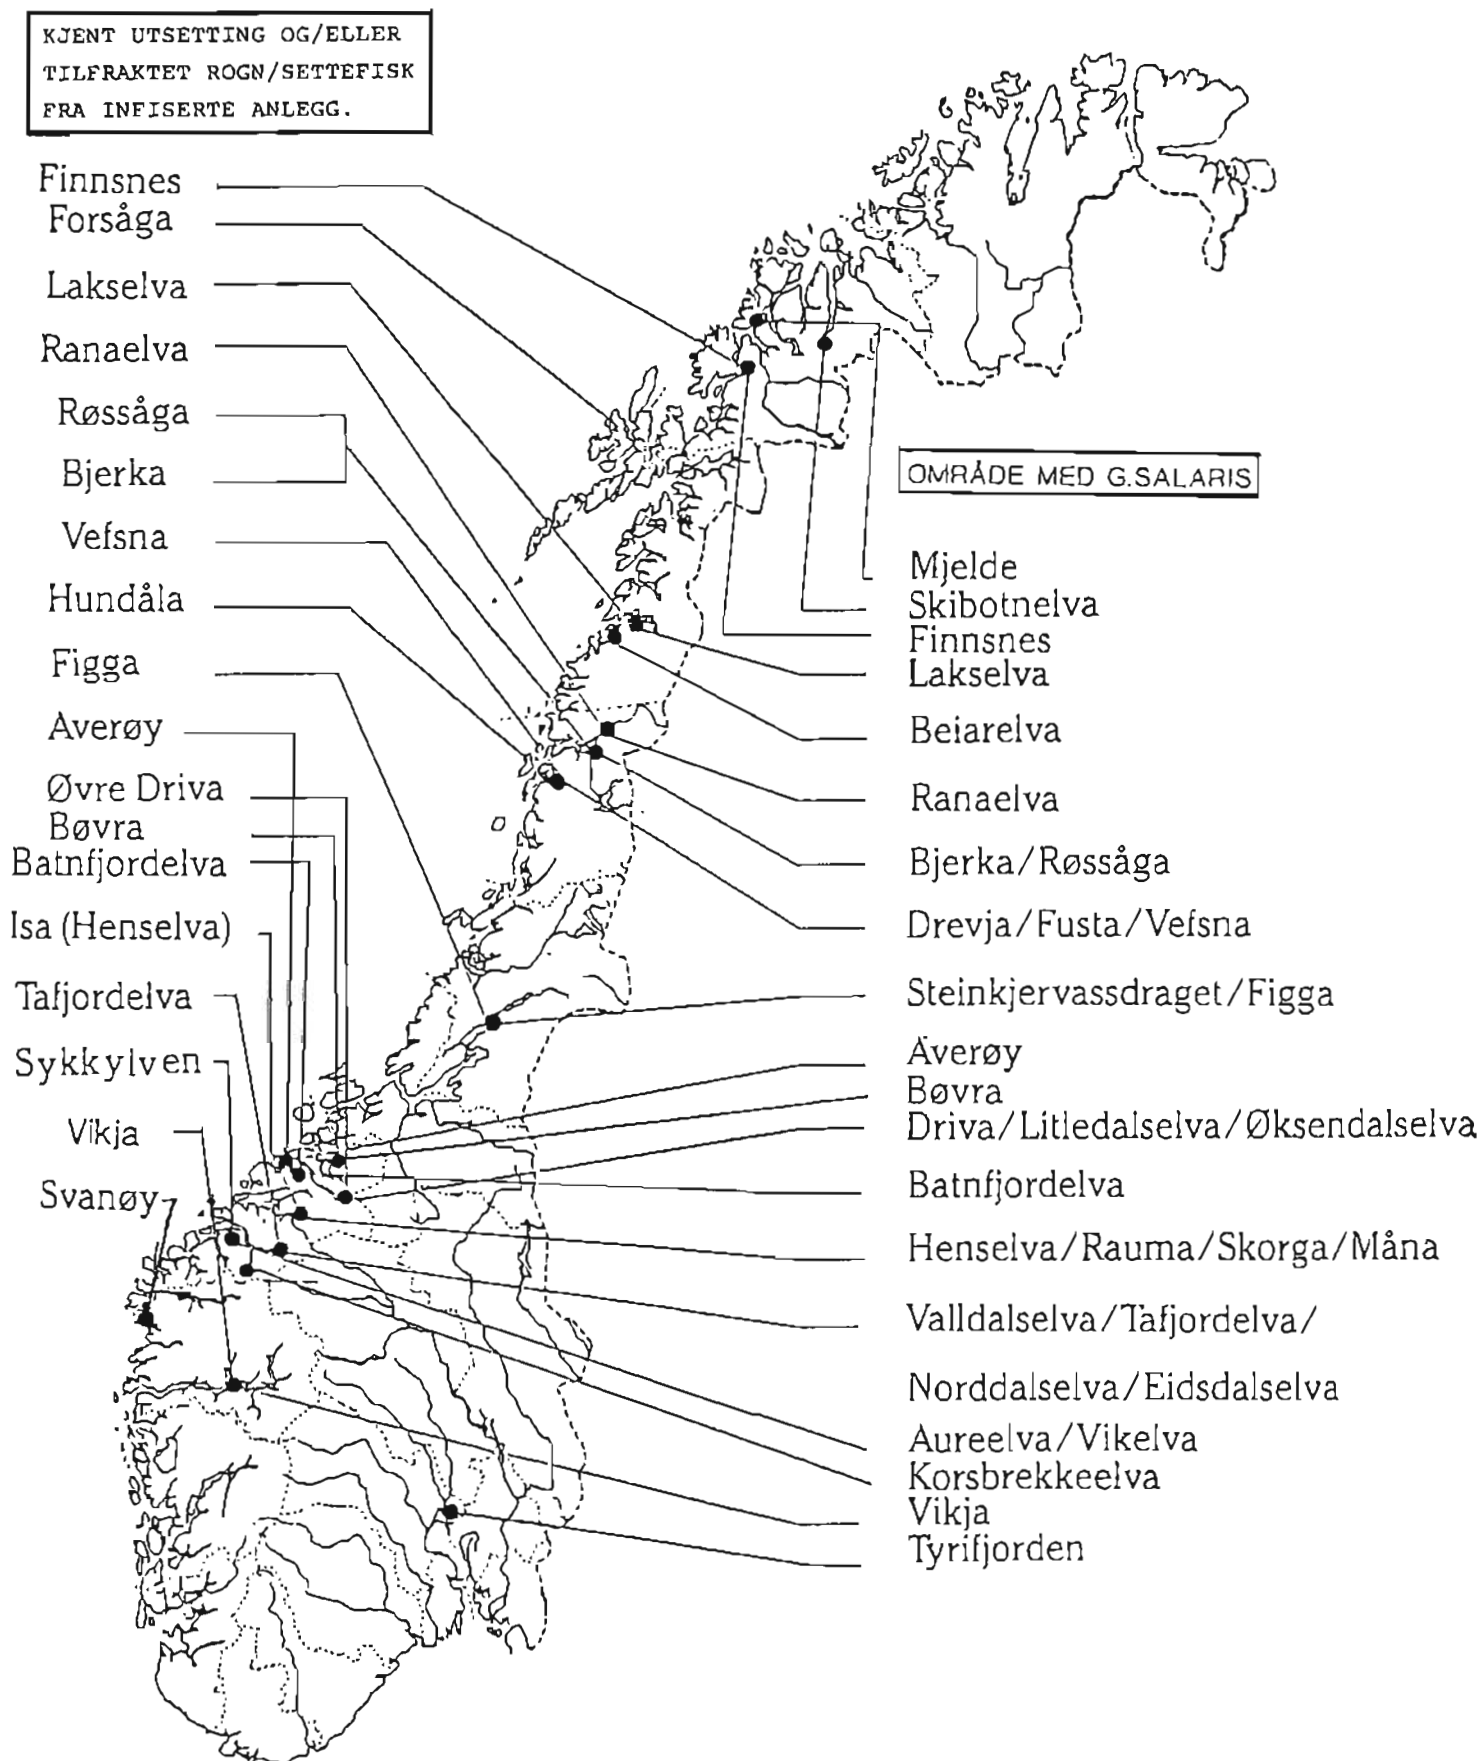 KJENT UTSETTING OG/ELLER
TILFRAKTET ROGN/SETTEFISK
FRA INFISERTE ANLEGG.
Finnsnes
Forsåga
Lakselva
Ranaelva
Røssåga
Bjerka
Vefsna
Hundåla
Figga
Averøy
Øvre Driva
Bøvra
Batnfjordelva
Isa (Henselva)
Tafjordelva
Sykkylven
Vikja
Svanøy
OMRÅDE MED G.SALARIS
Mjelde
Skibotnelva
Finnsnes
Lakselva
Beiarelva
Ranaelva
Bjerka/Røssåga
Drevja/Fusta/Vefsna
Steinkjervassdraget/Figga
Averøy
Bøvra
Driva/Litledalselva/Øksendalselva
Batnfjordelva
Henselva/Rauma/Skorga/Måna
Valldalselva/Tafjordelva/
Norddalselva/Eidsdalselva
Aureelva/Vikelva
Korsbrekkeelva
Vikja
Tyrifjorden